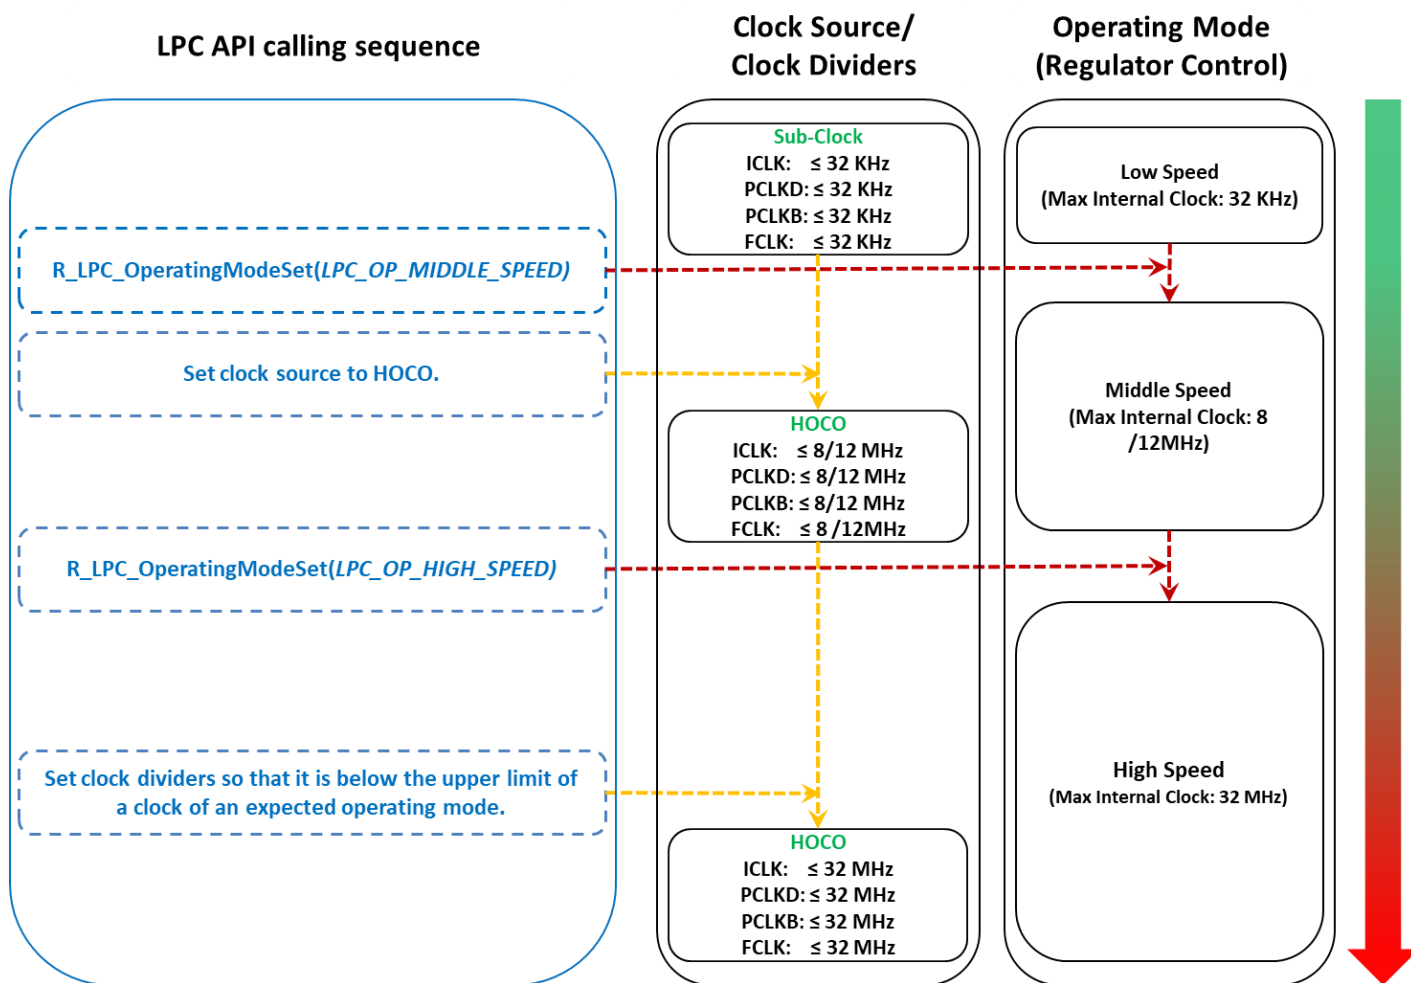 LPC API calling sequence
Clock Source/
Clock Dividers
Operating Mode
(Regulator Control)
Sub-Clock
ICLK: ≤ 32 KHz
PCLKD: ≤ 32 KHz
PCLKB: ≤ 32 KHz
FCLK: ≤ 32 KHz
Low Speed
(Max Internal Clock: 32 KHz)
R_LPC_OperatingModeSet(LPC_OP_MIDDLE_SPEED)
Set clock source to HOCO.
HOCO
ICLK: ≤ 8/12 MHz
PCLKD: ≤ 8/12 MHz
PCLKB: ≤ 8/12 MHz
FCLK: ≤ 8 /12MHz
Middle Speed
(Max Internal Clock: 8
/12MHz)
R_LPC_OperatingModeSet(LPC_OP_HIGH_SPEED)
Set clock dividers so that it is below the upper limit of
a clock of an expected operating mode.
High Speed
(Max Internal Clock: 32 MHz)
HOCO
ICLK: ≤ 32 MHz
PCLKD: ≤ 32 MHz
PCLKB: ≤ 32 MHz
FCLK: ≤ 32 MHz